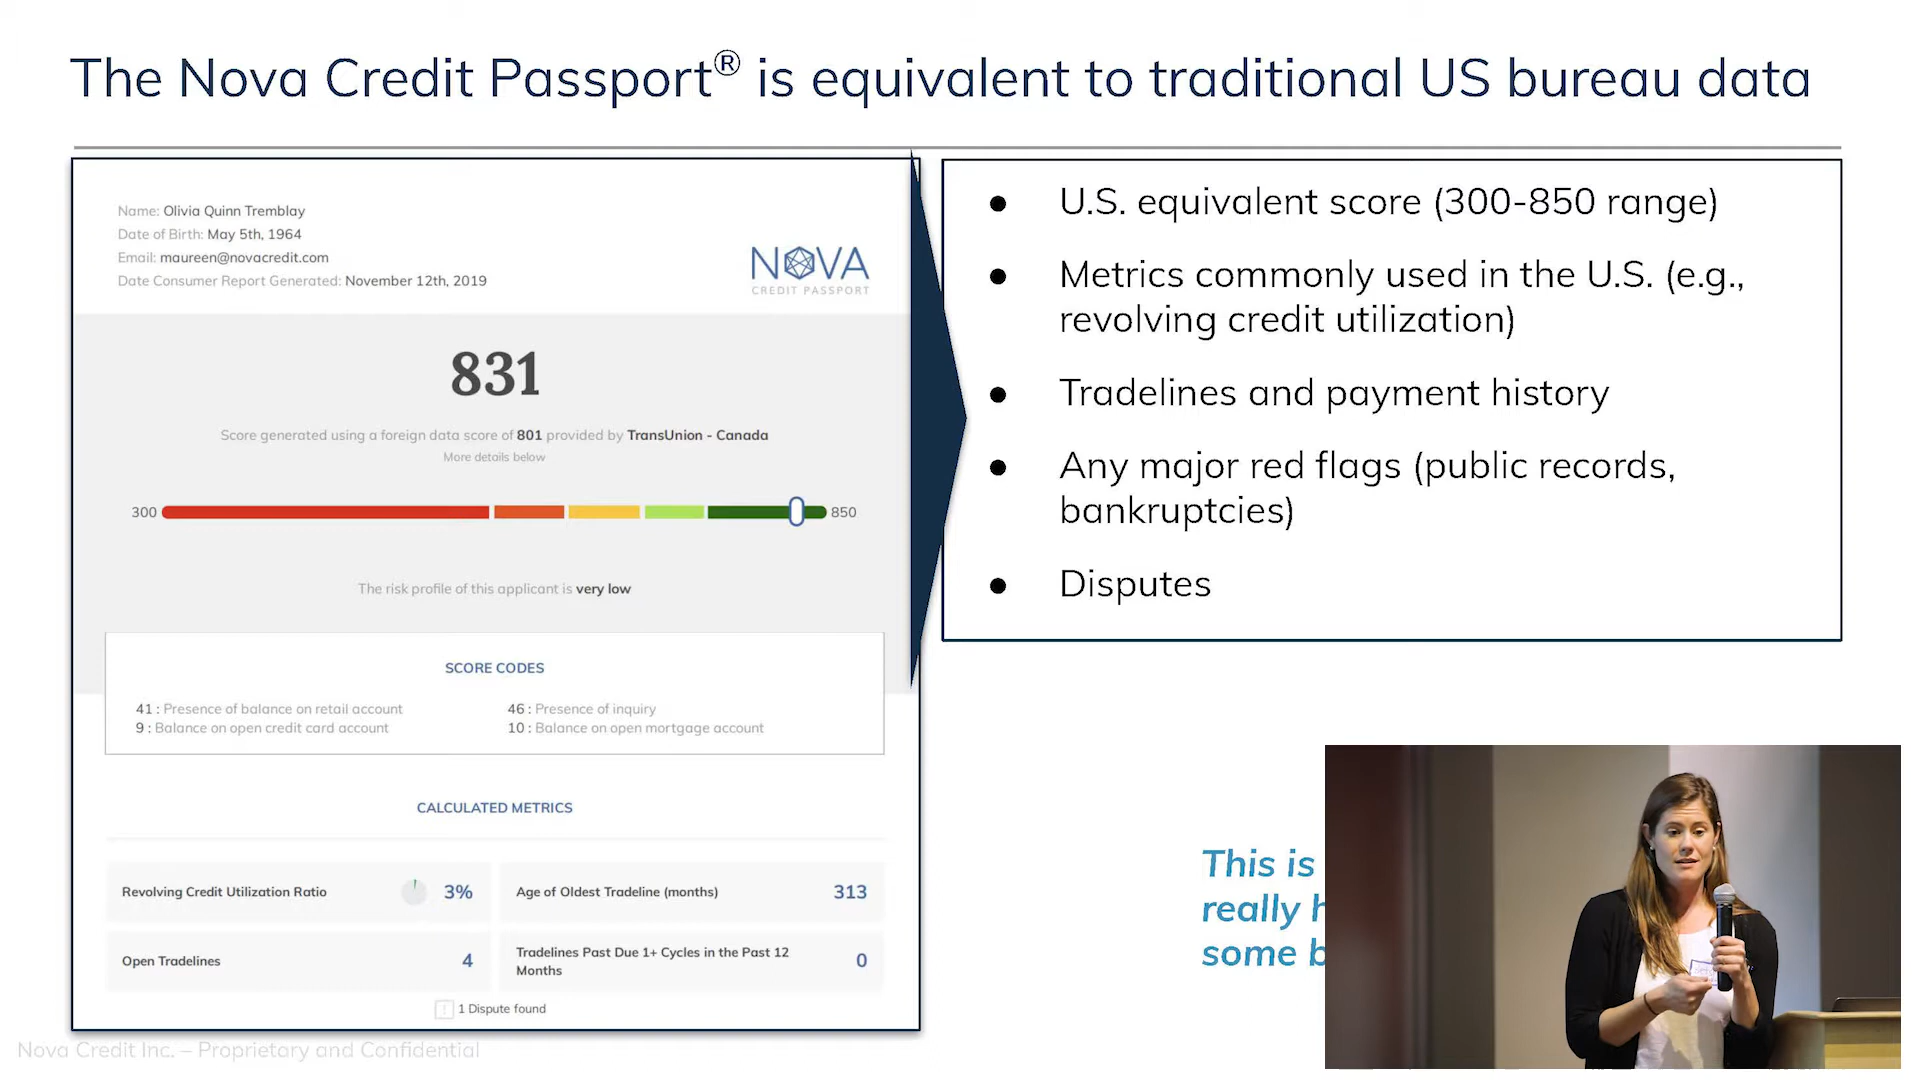 The Nova Credit Passport® is equivalent to traditional US bureau data
Name: Olivia Quinn Tremblay
Date of Birth: May 5th, 1964
Email: maureen@novacredit.com
Date Consumer Report Generated: November 12th, 2019
NOVA
CREDIT PASSPORT
831
Score generated using a foreign data score of 801 provided by TransUnion - Canada
More details below
300
850
The risk profile of this applicant is very low
SCORE CODES
41 : Presence of balance on retail account
46 : Presence of inquiry
9 : Balance on open credit card account
10 : Balance on open mortgage account
CALCULATED METRICS
Revolving Credit Utilization Ratio 3%
Age of Oldest Tradeline (months) 313
Open Tradelines 4
Tradelines Past Due 1+ Cycles in the Past 12
Months 0
! 1 Dispute found
● U.S. equivalent score (300-850 range)
● Metrics commonly used in the U.S. (e.g.,
revolving credit utilization)
● Tradelines and payment history
● Any major red flags (public records,
bankruptcies)
● Disputes
This is
really
some
Nova Credit Inc. – Proprietary and Confidential